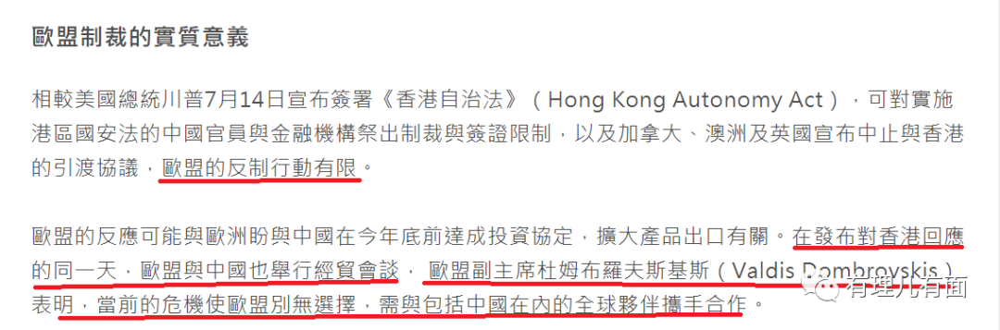 歐盟制裁的實質意義
相較美國總統川普7月14日宣布簽署《香港自治法》（Hong Kong Autonomy Act），可對實施
港區國安法的中國官員與金融機構祭出制裁與簽證限制，以及加拿大、澳洲及英國宣布中止與香港
的引渡協議，歐盟的反制行動有限。
歐盟的反應可能與歐洲盼與中國在今年底前達成投資協定，擴大產品出口有關。在發布對香港回應
的同一天，歐盟與中國也舉行經貿會談，歐盟副主席杜姆布羅夫斯基斯（Valdis Dombrovskis）
表明，當前的危機使歐盟別無選擇，需與包括中國在內的全球夥伴攜手合作。
有理儿有面